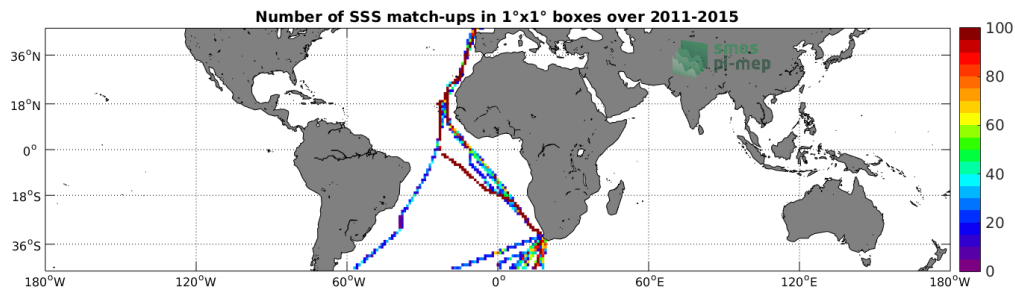 Number of SSS match-ups in 1°x1° boxes over 2011-2015
smos
pi-mep
36°N
18°N
0°
18°S
36°S
180°W 120°W 60°W 0° 60°E 120°E 180°W
100
80
60
40
20
0